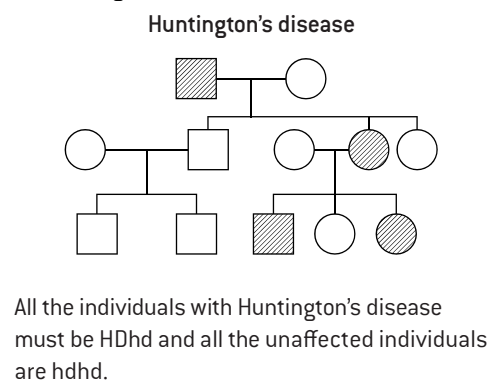 Huntington's disease
All the individuals with Huntington's disease
must be HDhd and all the unaffected individuals
are hdhd.